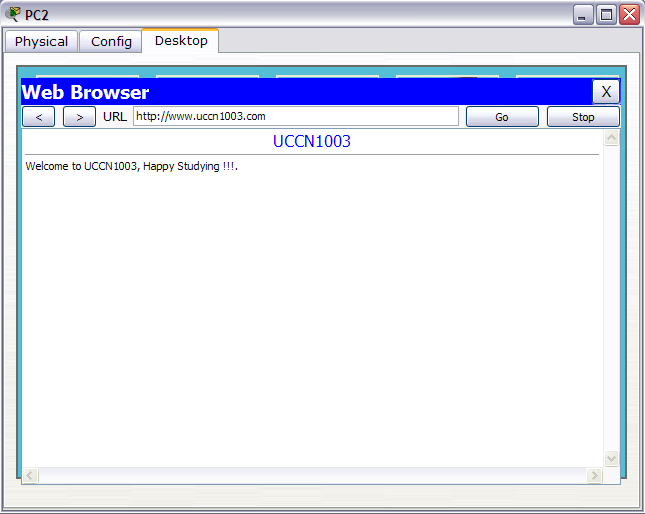 PC2
Physical Config Desktop
Web Browser X
< > URL http://www.uccn1003.com Go Stop
UCCN1003
Welcome to UCCN1003, Happy Studying !!!.